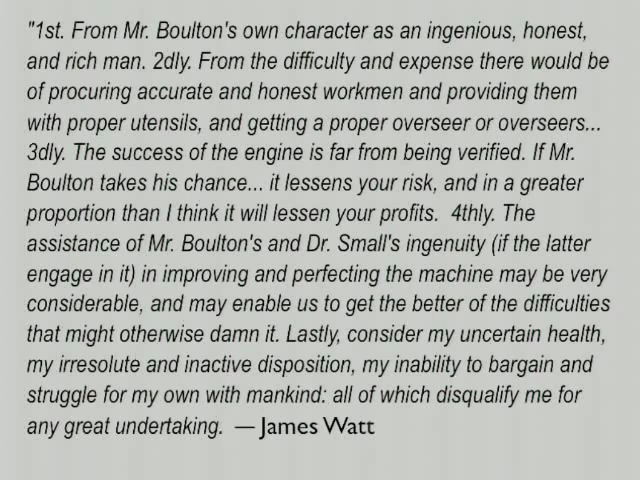 "1st. From Mr. Boulton's own character as an ingenious, honest,
and rich man. 2dly. From the difficulty and expense there would be
of procuring accurate and honest workmen and providing them
with proper utensils, and getting a proper overseer or overseers...
3dly. The success of the engine is far from being verified. If Mr.
Boulton takes his chance... it lessens your risk, and in a greater
proportion than I think it will lessen your profits.  4thly. The
assistance of Mr. Boulton's and Dr. Small's ingenuity (if the latter
engage in it) in improving and perfecting the machine may be very
considerable, and may enable us to get the better of the difficulties
that might otherwise damn it. Lastly, consider my uncertain health,
my irresolute and inactive disposition, my inability to bargain and
struggle for my own with mankind: all of which disqualify me for
any great undertaking.  — James Watt